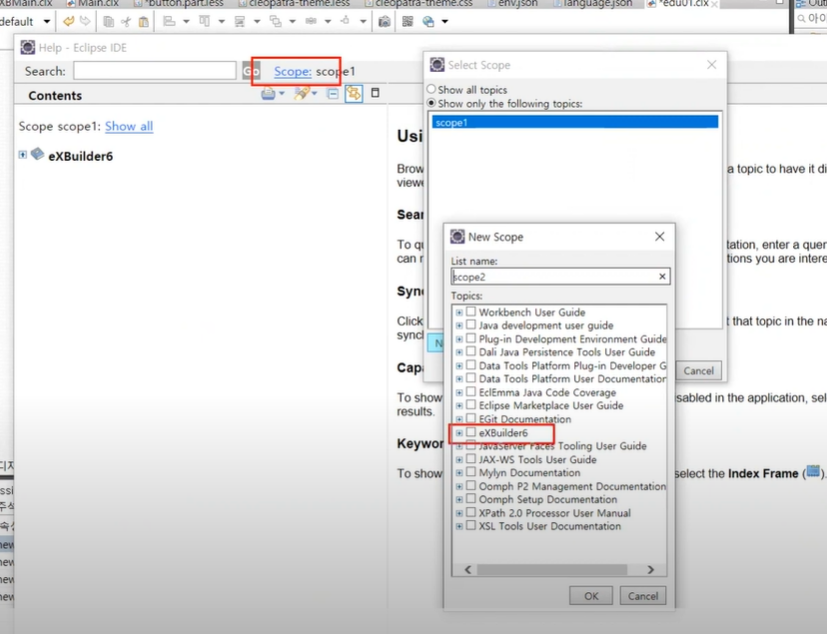 XBMain.clx Main.clx *button.part.less cleopatra-theme.less cleopatra-theme.css env.json language.json *edu01.clx
default
Help - Eclipse IDE
Search: Go Scope: scope1
Contents
Scope scope1: Show all
eXBuilder6
Select Scope
Show all topics
Show only the following topics:
scope1
Cancel
New Scope
List name:
scope2
Topics:
Workbench User Guide
Java development user guide
Plug-in Development Environment Guide
Dali Java Persistence Tools User Guide
Data Tools Platform Plug-in Developer G
Data Tools Platform User Documentation
EclEmma Java Code Coverage
Eclipse Marketplace User Guide
EGit Documentation
eXBuilder6
JavaServer Faces Tooling User Guide
JAX-WS Tools User Guide
Mylyn Documentation
Oomph P2 Management Documentation
Oomph Setup Documentation
XPath 2.0 Processor User Manual
XSL Tools User Documentation
OK Cancel
Usi
Brow a topic to have it di
viewe
Sear
To qu tation, enter a quer
can r tions you are intere
Syn
Click t that topic in the na
synch
Capa
To show sabled in the application, sel
results.
Keywor
To show select the Index Frame ( ).